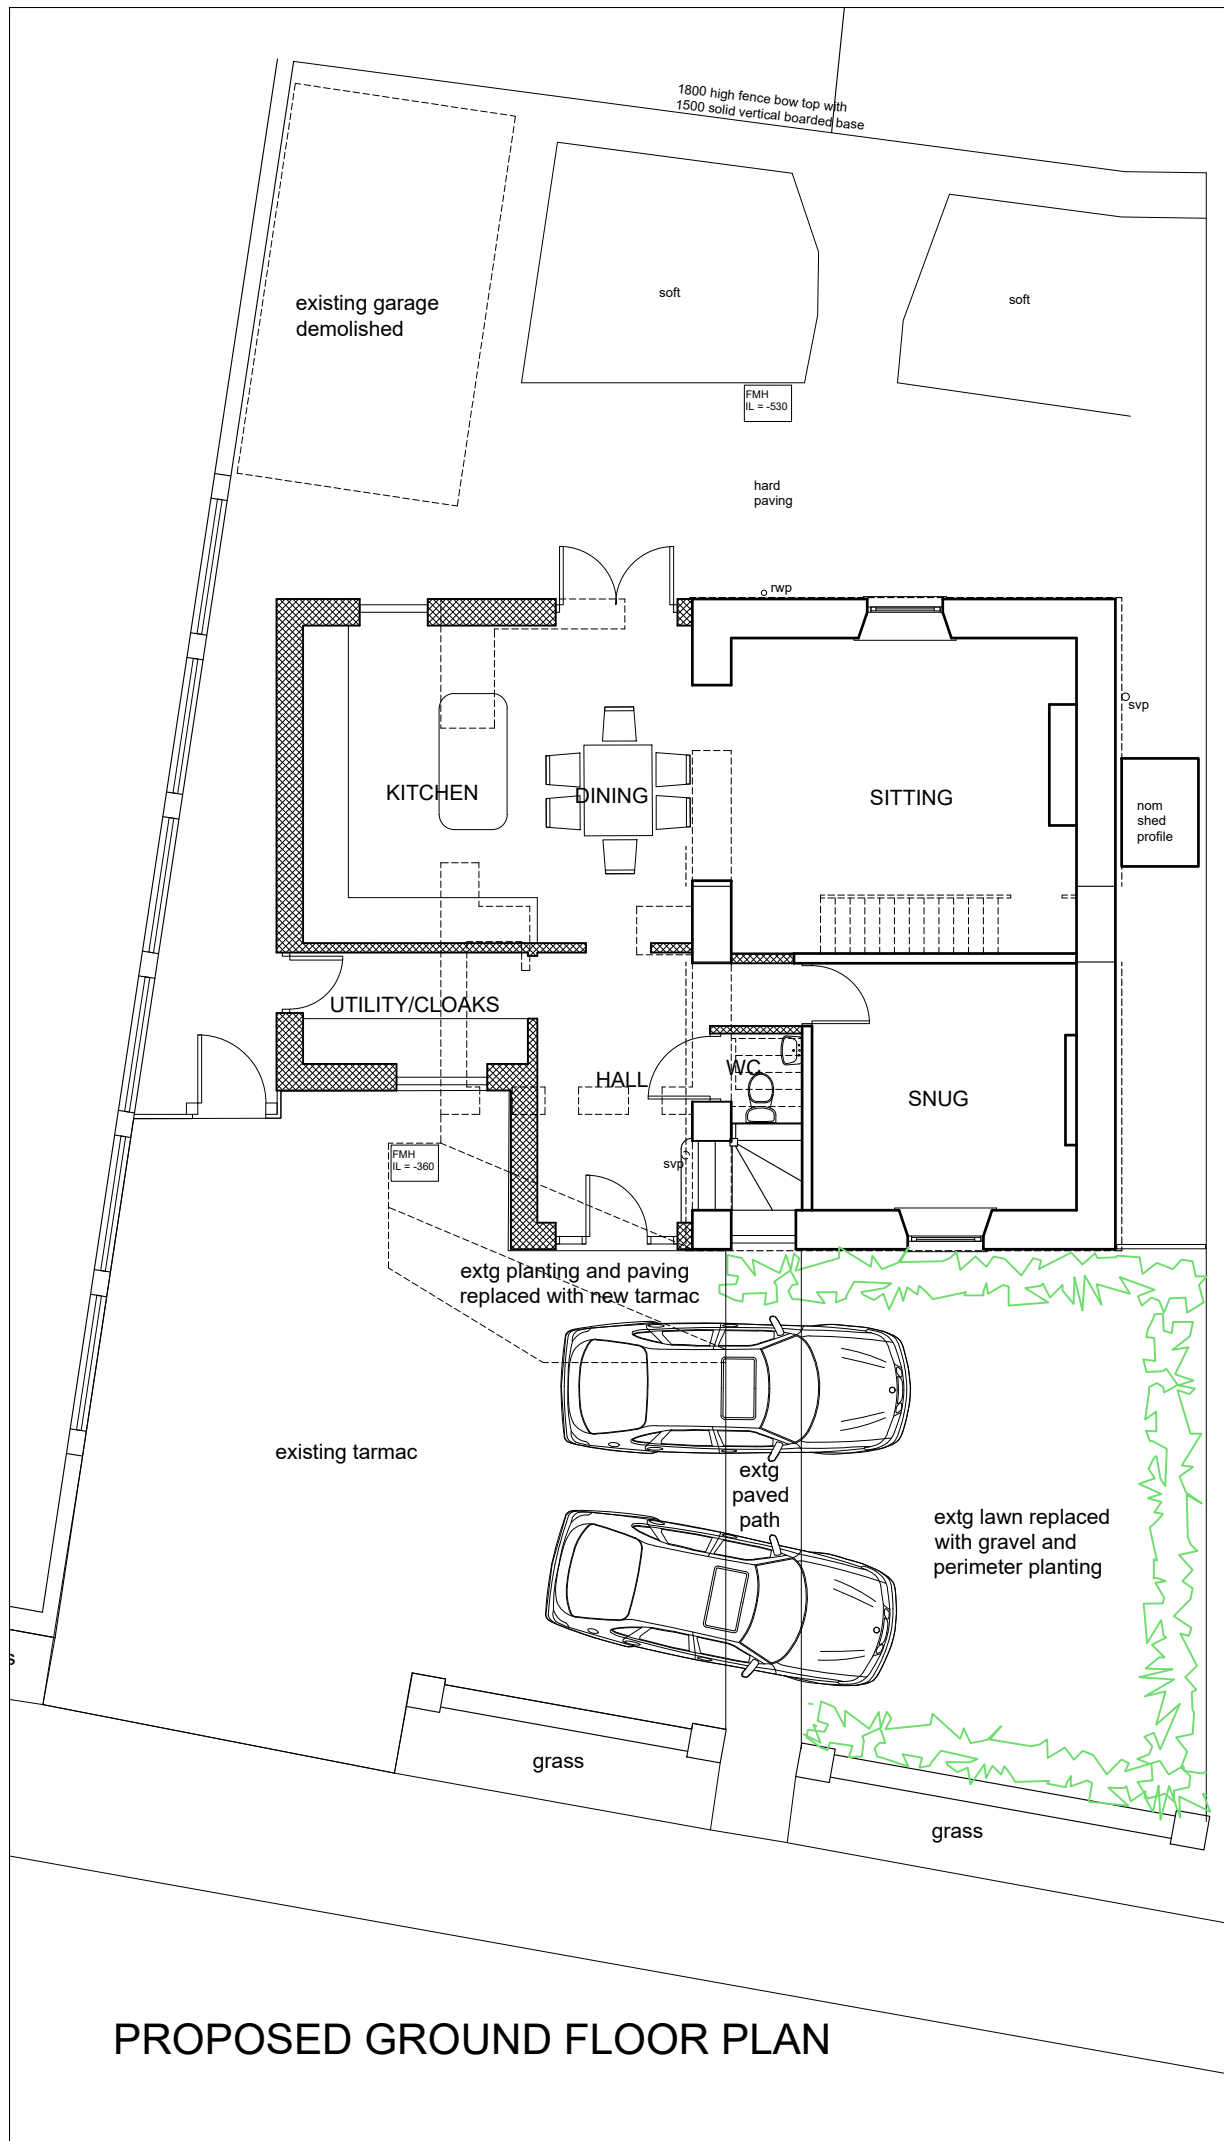 1800 high fence bow top with
1500 solid vertical boarded base
existing garage
demolished
soft
soft
FMH
IL = -530
hard
paving
rwp
svp
KITCHEN
DINING
SITTING
nom
shed
profile
UTILITY/CLOAKS
HALL
WC
SNUG
FMH
IL = -360
svp
extg planting and paving
replaced with new tarmac
existing tarmac
extg
paved
path
extg lawn replaced
with gravel and
perimeter planting
s
grass
grass
PROPOSED GROUND FLOOR PLAN